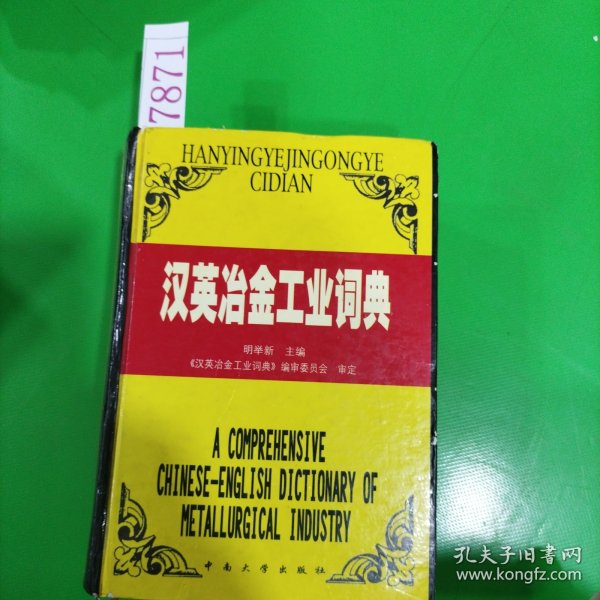 7871
HANYINGYEJINGONGYE
CIDIAN
汉英冶金工业词典
明举新 主编
《汉英冶金工业词典》编审委员会 审定
A COMPREHENSIVE
CHINESE-ENGLISH DICTIONARY OF
METALLURGICAL INDUSTRY
中南大学出版社
孔夫子旧书网
www.kongfz.com